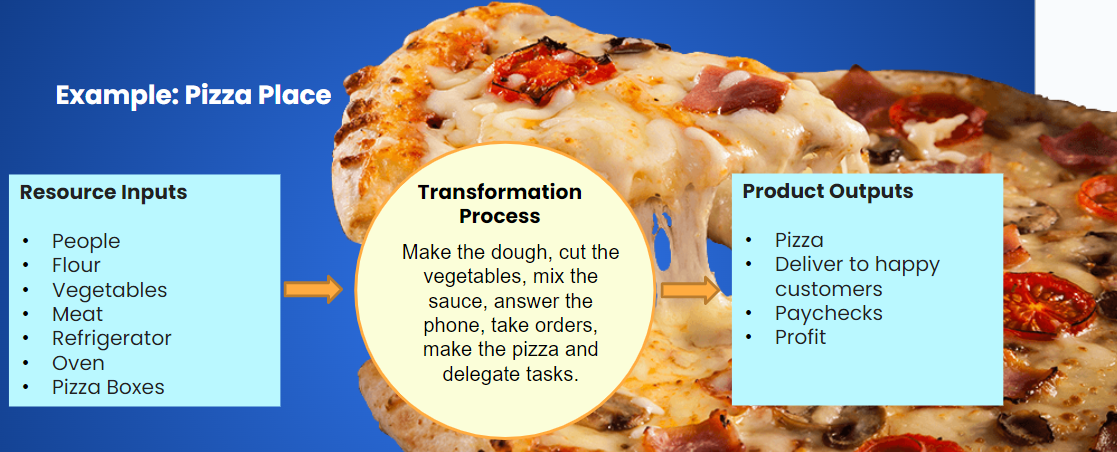 Example: Pizza Place
Resource Inputs
• People
• Flour
• Vegetables
• Meat
• Refrigerator
• Oven
• Pizza Boxes
Transformation
Process
Make the dough, cut the
vegetables, mix the
sauce, answer the
phone, take orders,
make the pizza and
delegate tasks.
Product Outputs
• Pizza
• Deliver to happy
customers
• Paychecks
• Profit